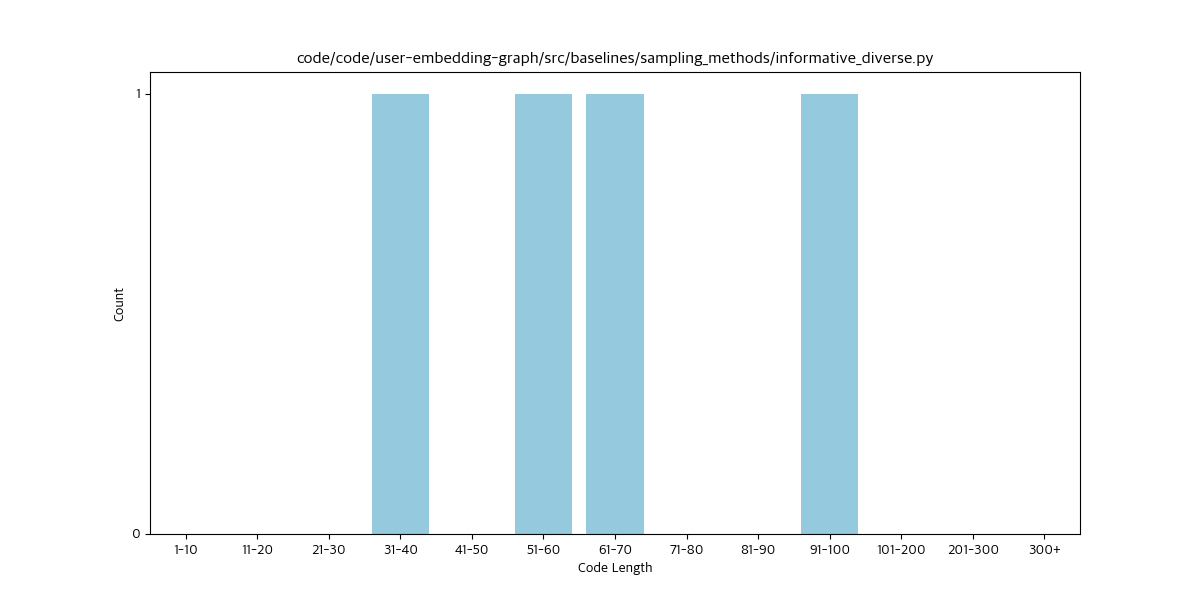 code/code/user-embedding-graph/src/baselines/sampling_methods/informative_diverse.py
1
Count
0
1-10 11-20 21-30 31-40 41-50 51-60 61-70 71-80 81-90 91-100 101-200 201-300 300+
Code Length